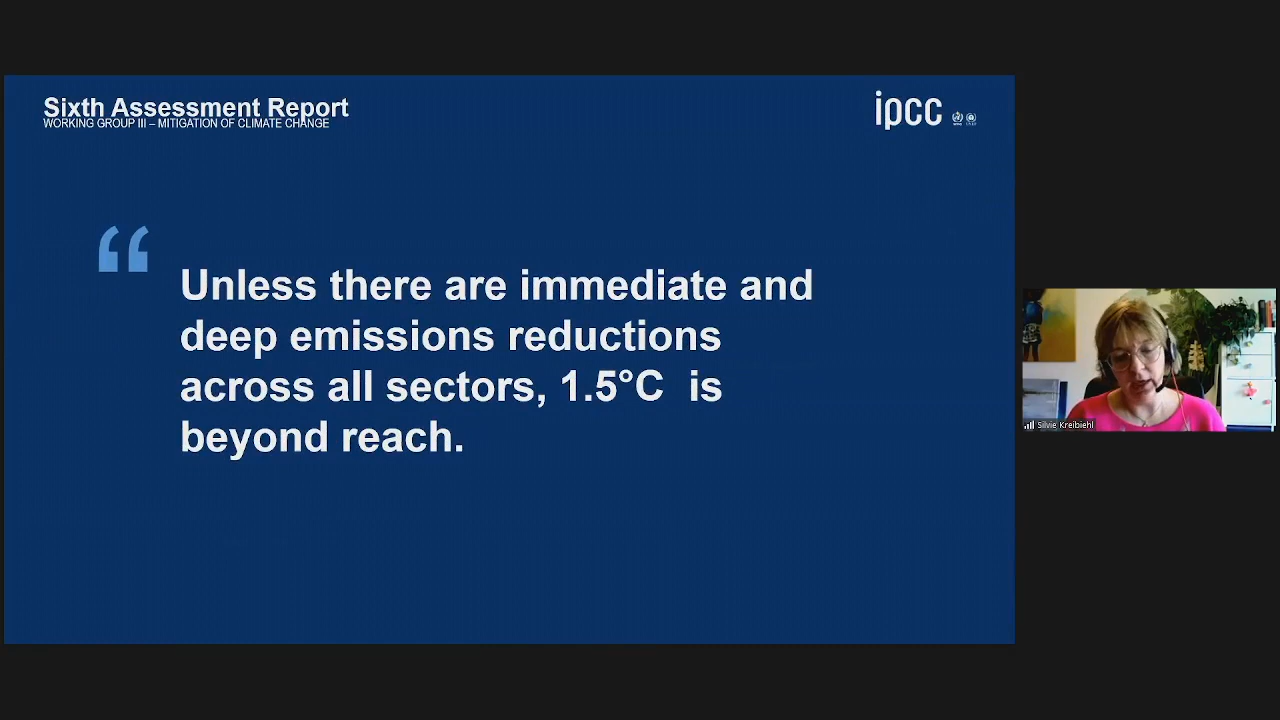 Sixth Assessment Report
WORKING GROUP III – MITIGATION OF CLIMATE CHANGE
ipcc
“
Unless there are immediate and
deep emissions reductions
across all sectors, 1.5°C is
beyond reach.
Silvie Kreibiehl